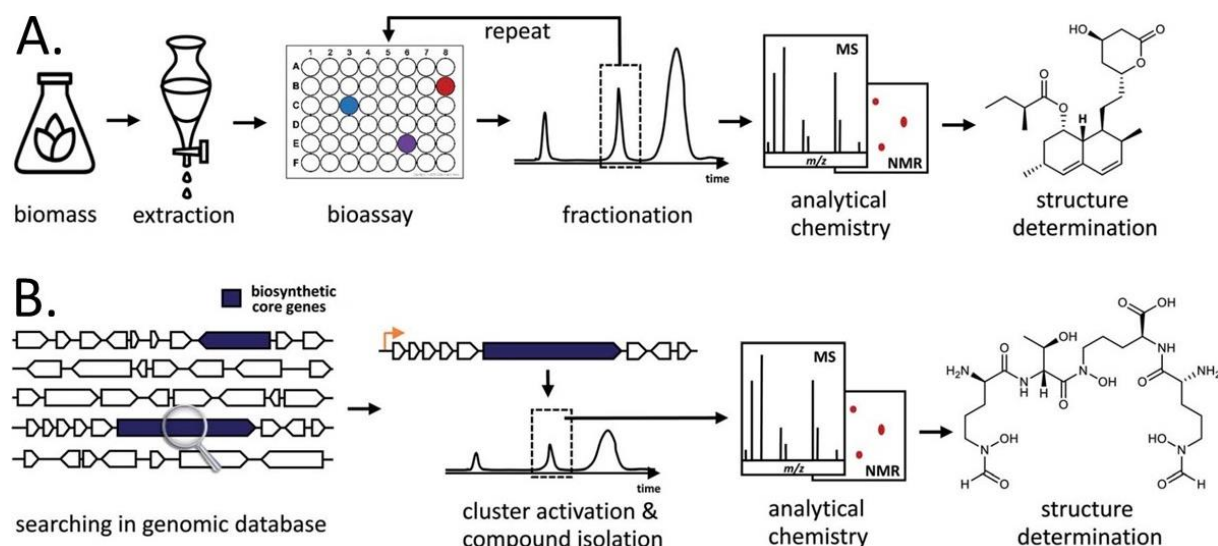 A.
repeat
1 2 3 4 5 6 7 8
A
B
C
D
E
F
time
MS
m/z
NMR
HO
O
O
O
O
H
biomass
extraction
bioassay
fractionation
analytical
chemistry
structure
determination
B.
biosynthetic
core genes
time
MS
m/z
NMR
O
OH
OH
O
H₂N
N
H
H
O
N
OH
NH
O
NH₂
N
OH
H
O
HO
N
O
H
searching in genomic database
cluster activation &
compound isolation
analytical
chemistry
structure
determination